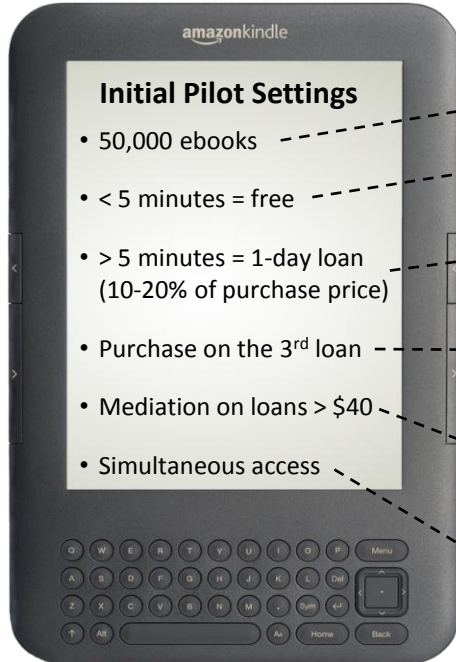 amazonkindle
Initial Pilot Settings
• 50,000 ebooks
• < 5 minutes = free
• > 5 minutes = 1-day loan
(10-20% of purchase price)
• Purchase on the 3rd loan
• Mediation on loans > $40
• Simultaneous access
Q W E R T Y U I O P Menu
A S D F G H J K L Del
Z X C V B N M . Sym
Alt Aa Home Back